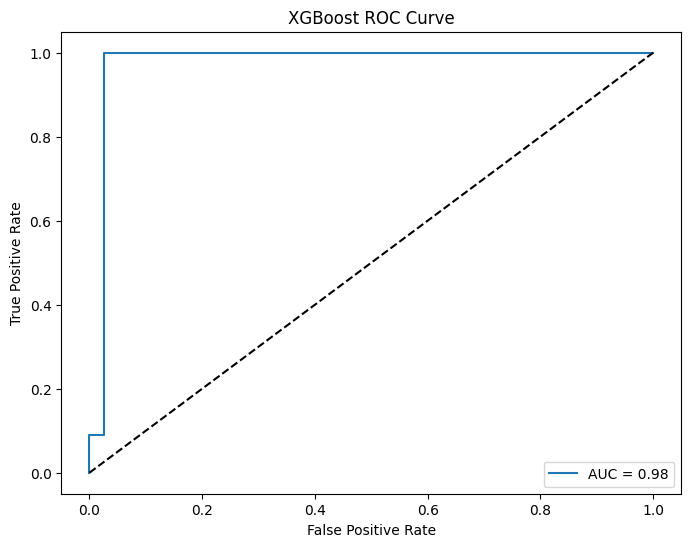 XGBoost ROC Curve
True Positive Rate
1.0
0.8
0.6
0.4
0.2
0.0
AUC = 0.98
0.0 0.2 0.4 0.6 0.8 1.0
False Positive Rate